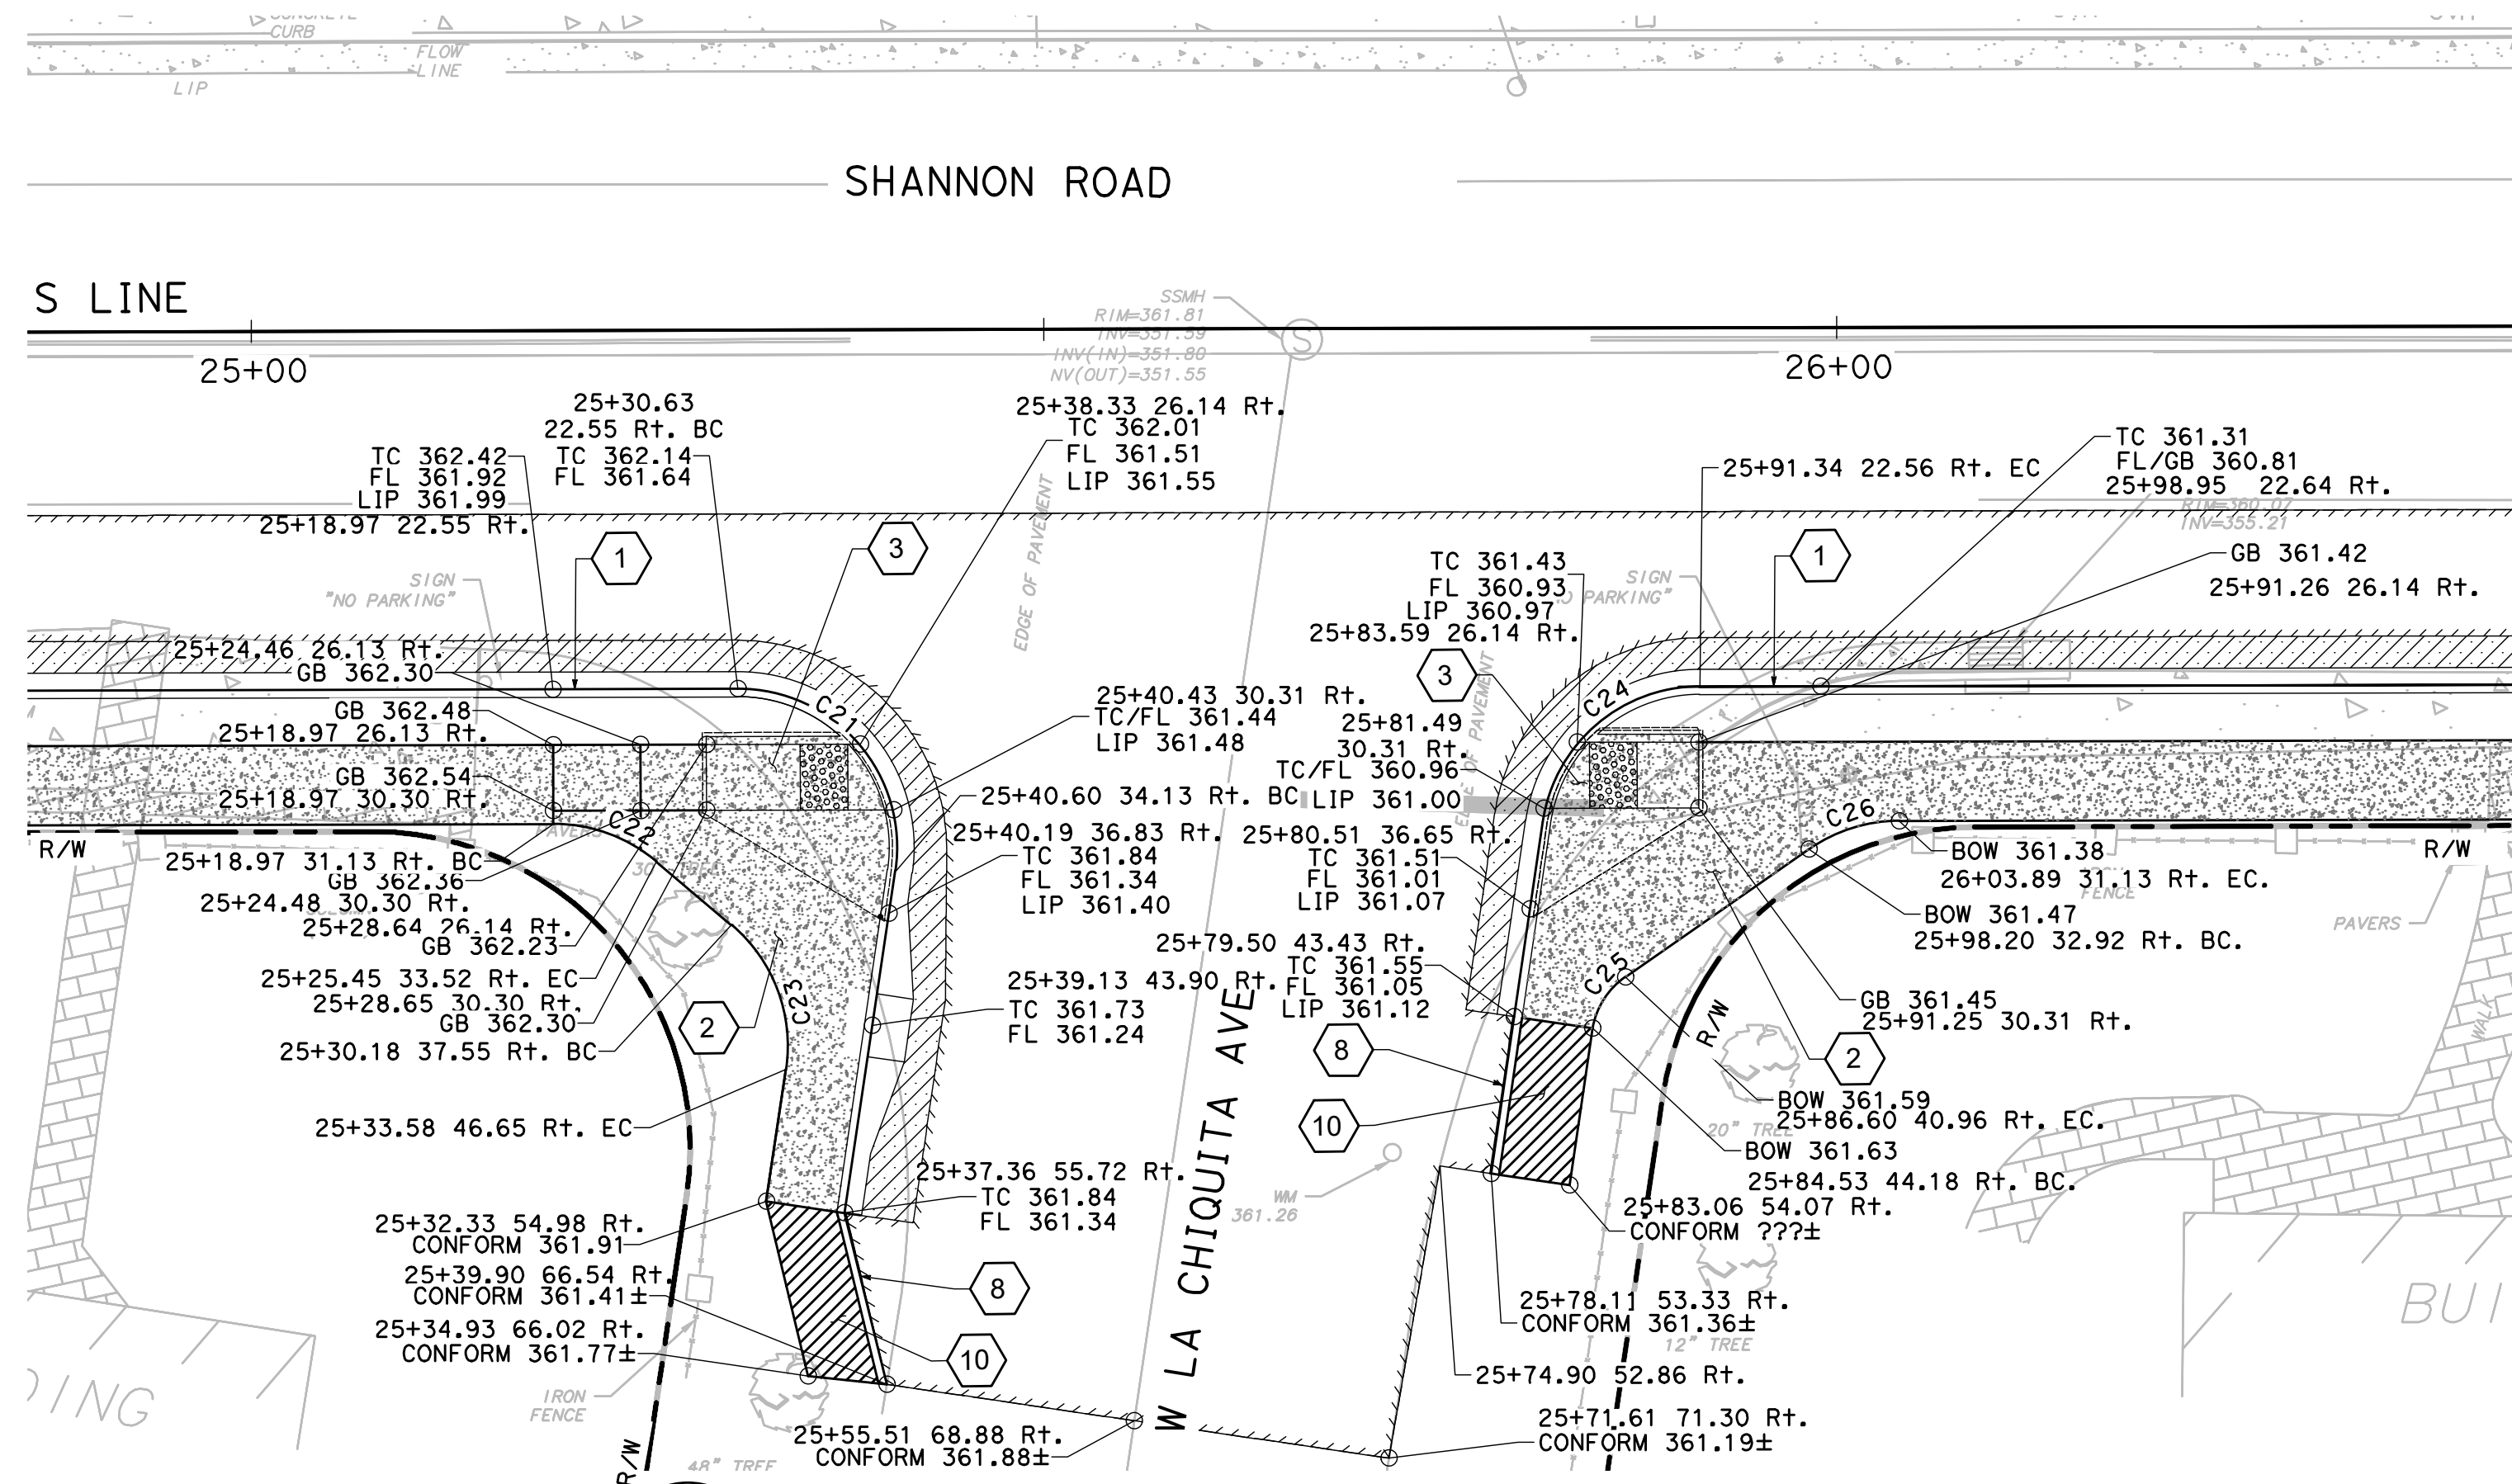 CURB
FLOW
LINE
LIP
SHANNON ROAD
S LINE
SSMH
RIM=361.81
INV=351.59
INV(IN)=351.80
NV(OUT)=351.55
25+00
26+00
25+30.63
22.55 Rt. BC
TC 362.14
FL 361.64
TC 362.42
FL 361.92
LIP 361.99
25+18.97 22.55 Rt.
25+38.33 26.14 Rt.
TC 362.01
FL 361.51
LIP 361.55
25+91.34 22.56 Rt. EC
TC 361.31
FL/GB 360.81
25+98.95 22.64 Rt.
RIM=360.07
INV=355.21
1
3
EDGE OF PAVEMENT
SIGN
"NO PARKING"
TC 361.43
FL 360.93
LIP 360.97
25+83.59 26.14 Rt.
SIGN
PARKING"
1
GB 361.42
25+91.26 26.14 Rt.
25+24.46 26.13 Rt.
GB 362.30
GB 362.48
25+18.97 26.13 Rt.
GB 362.54
25+18.97 30.30 Rt.
C21
C22
PAVERS
25+40.43 30.31 Rt.
TC/FL 361.44
LIP 361.48
3
C24
25+81.49
30.31 Rt.
TC/FL 360.96
LIP 361.00
25+40.60 34.13 Rt. BC
25+40.19 36.83 Rt.
TC 361.84
FL 361.34
LIP 361.40
25+80.51 36.65 Rt.
TC 361.51
FL 361.01
LIP 361.07
C26
R/W
25+18.97 31.13 Rt. BC
GB 362.36
25+24.48 30.30 Rt.
25+28.64 26.14 Rt.
GB 362.23
25+25.45 33.52 Rt. EC
25+28.65 30.30 Rt.
GB 362.30
25+30.18 37.55 Rt. BC
2
C23
BOW 361.38
26+03.89 31.13 Rt. EC.
FENCE
R/W
BOW 361.47
25+98.20 32.92 Rt. BC.
PAVERS
25+79.50 43.43 Rt.
TC 361.55
FL 361.05
LIP 361.12
25+39.13 43.90 Rt.
TC 361.73
FL 361.24
C25
GB 361.45
25+91.25 30.31 Rt.
WALK
R/W
2
8
10
25+33.58 46.65 Rt. EC
BOW 361.59
25+86.60 40.96 Rt. EC.
20" TREE
BOW 361.63
25+84.53 44.18 Rt. BC.
25+83.06 54.07 Rt.
CONFORM ???±
25+37.36 55.72 Rt.
TC 361.84
FL 361.34
WM
361.26
25+32.33 54.98 Rt.
CONFORM 361.91
25+39.90 66.54 Rt.
CONFORM 361.41±
25+34.93 66.02 Rt.
CONFORM 361.77±
8
10
W LA CHIQUITA AVE
25+78.11 53.33 Rt.
CONFORM 361.36±
12" TREE
25+74.90 52.86 Rt.
25+71.61 71.30 Rt.
CONFORM 361.19±
IRON
FENCE
25+55.51 68.88 Rt.
CONFORM 361.88±
48" TREE
R/W
DING
BUI